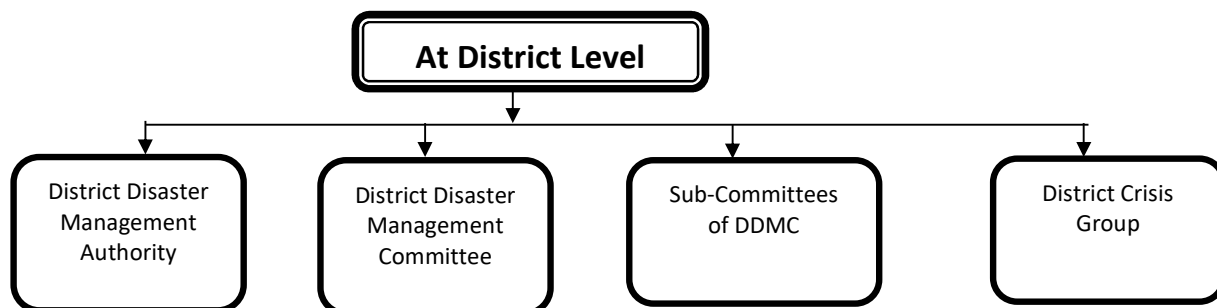 At District Level
District Disaster
Management
Authority
District Disaster
Management
Committee
Sub-Committees
of DDMC
District Crisis
Group